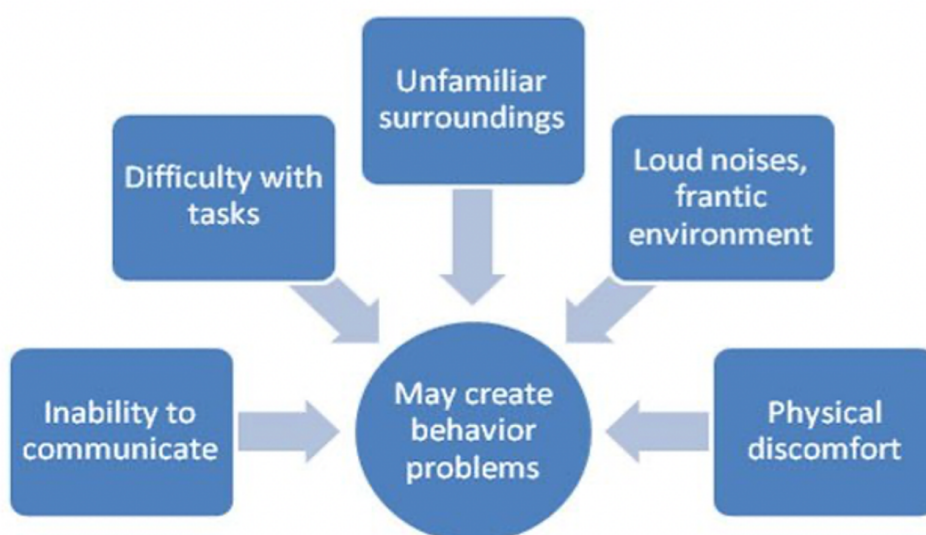 Unfamiliar
surroundings
Difficulty with
tasks
Loud noises,
frantic
environment
Inability to
communicate
May create
behavior
problems
Physical
discomfort